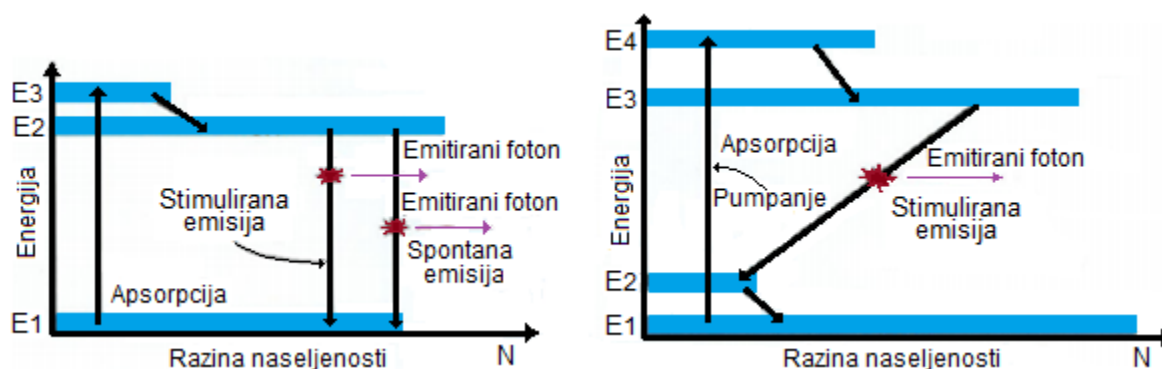 E3
E2
Emitirani foton
Stimulirana
emisija
Emitirani foton
Spontana
emisija
Energija
Apsorpcija
E1
Razina naseljenosti
N
E4
E3
Apsorpcija
Emitirani foton
Pumpanje
Stimulirana
emisija
Energija
E2
E1
Razina naseljenosti
N